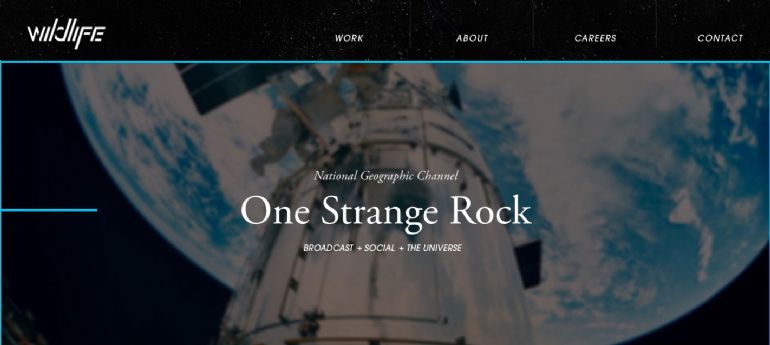 wildlife
WORK
ABOUT
CAREERS
CONTACT
National Geographic Channel
One Strange Rock
BROADCAST + SOCIAL + THE UNIVERSE